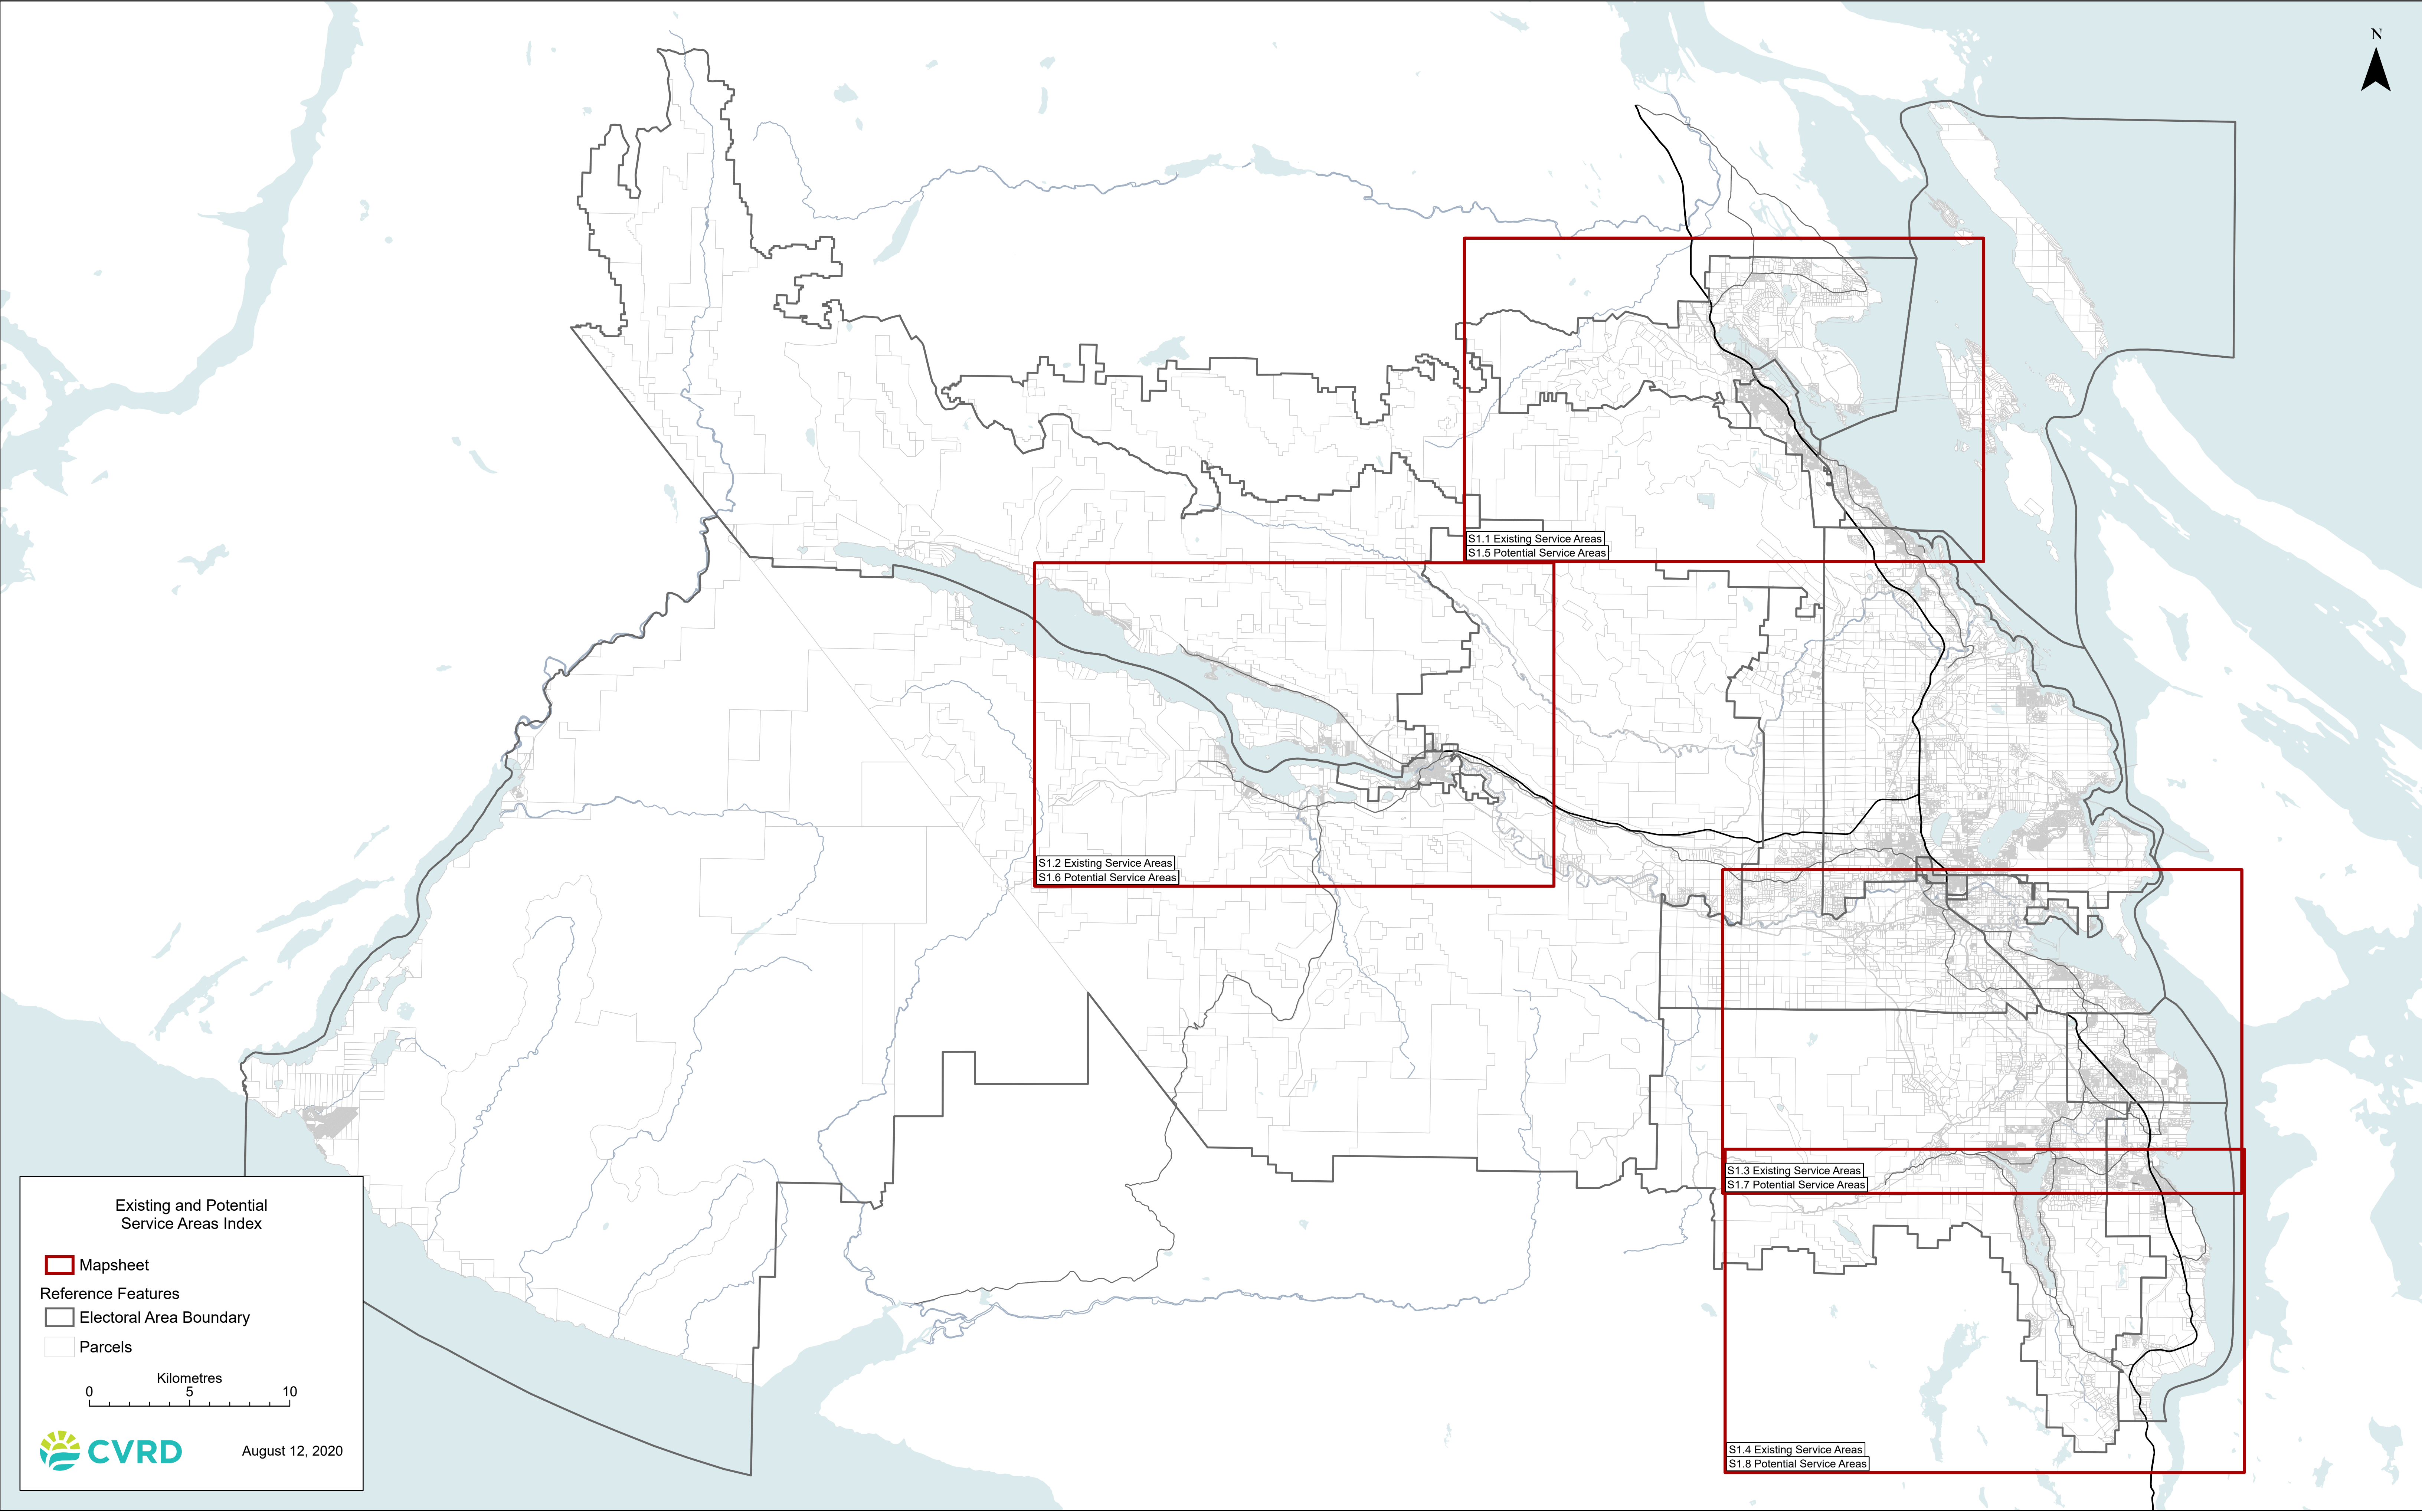 N
S1.1 Existing Service Areas
S1.5 Potential Service Areas
S1.2 Existing Service Areas
S1.6 Potential Service Areas
S1.3 Existing Service Areas
S1.7 Potential Service Areas
S1.4 Existing Service Areas
S1.8 Potential Service Areas
Existing and Potential
Service Areas Index
Mapsheet
Reference Features
Electoral Area Boundary
Parcels
Kilometres
0 5 10
CVRD
August 12, 2020